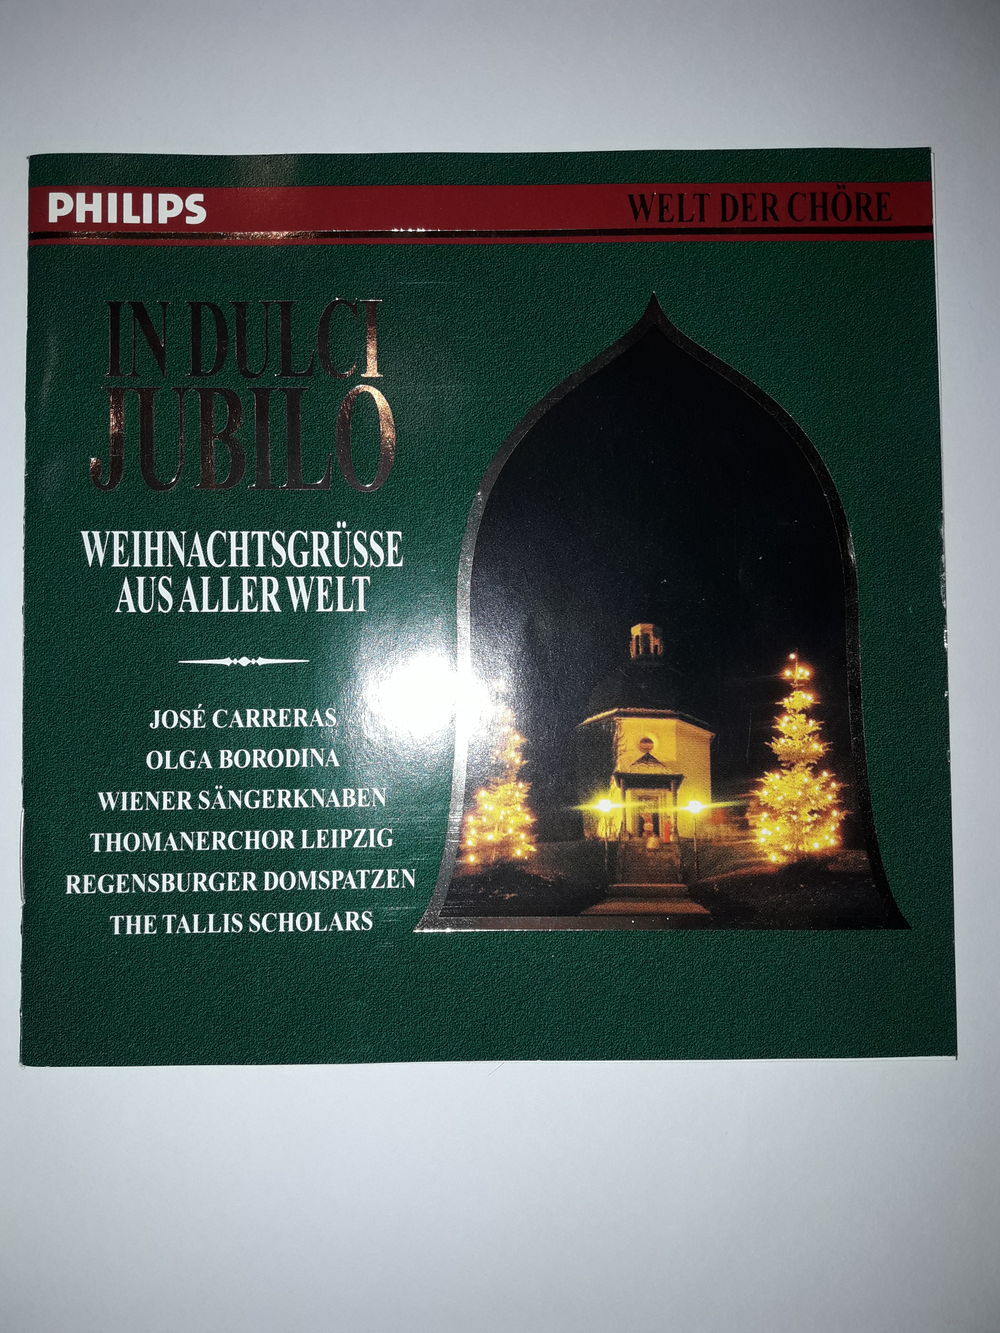 PHILIPS
WELT DER CHÖRE
IN DULCI
JUBILO
WEIHNACHTSGRÜSSE
AUS ALLER WELT
JOSÉ CARRERAS
OLGA BORODINA
WIENER SÄNGERKNABEN
THOMANERCHOR LEIPZIG
REGENSBURGER DOMSPATZEN
THE TALLIS SCHOLARS